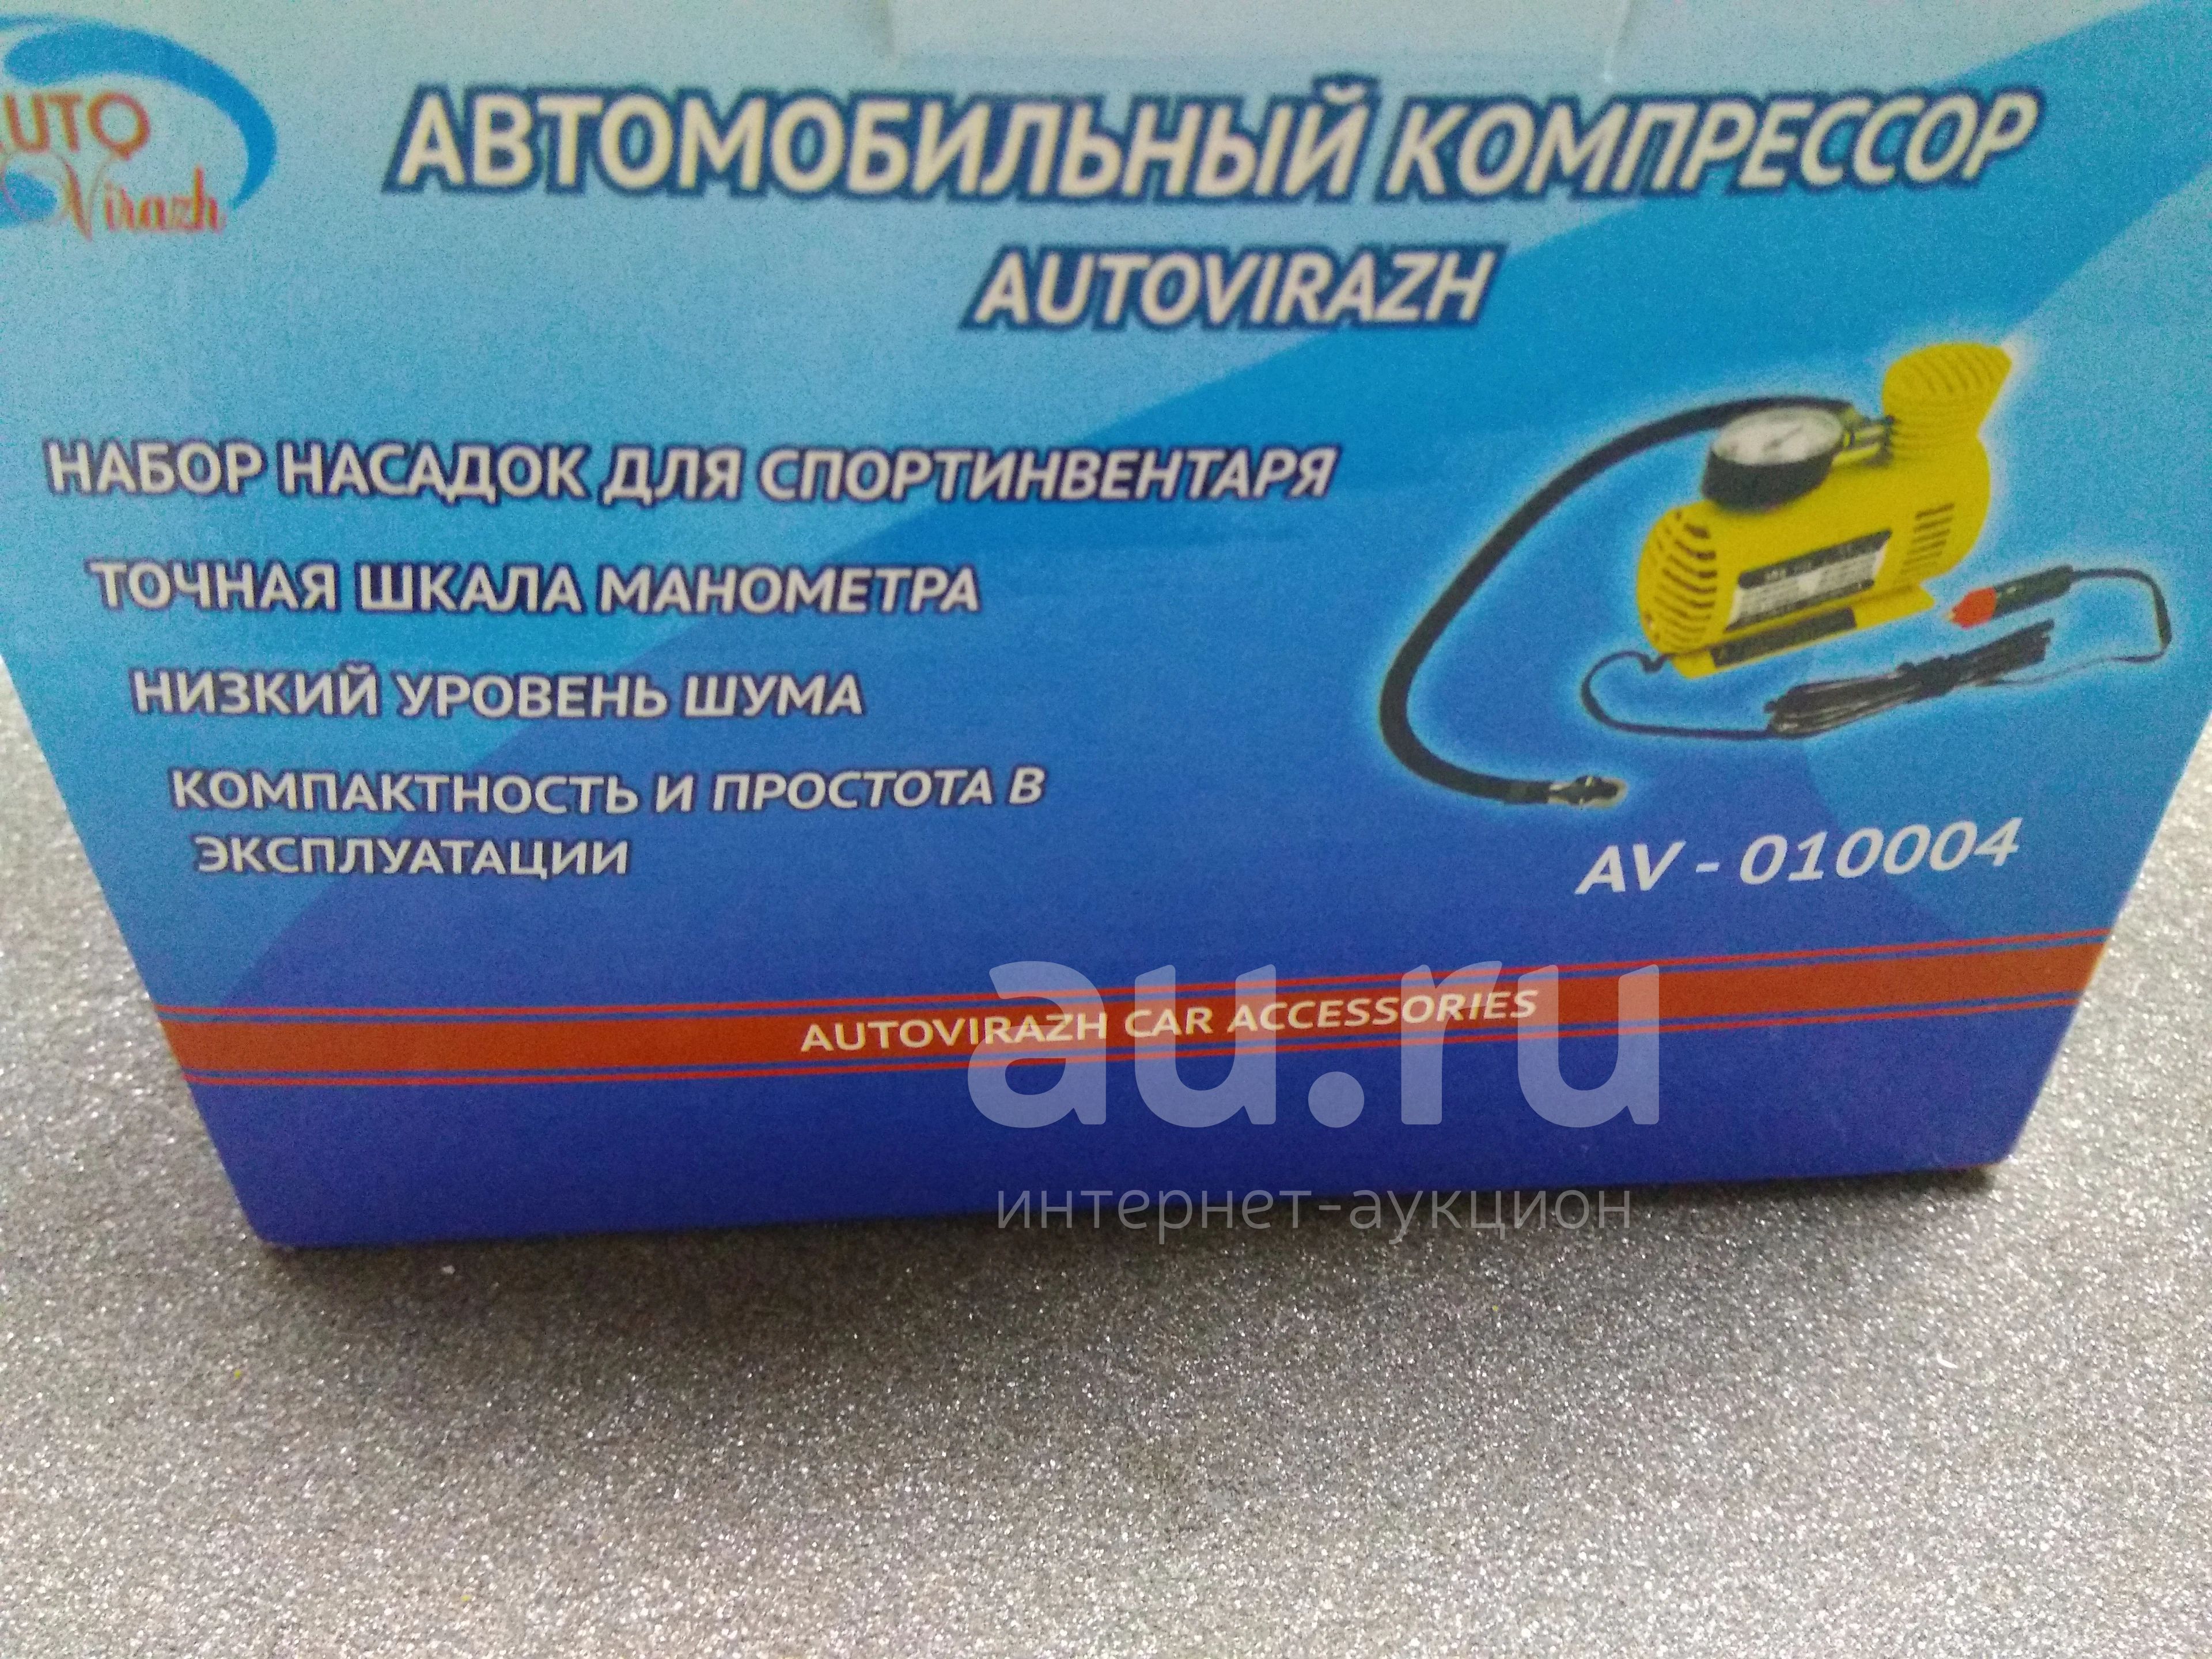 AUTO
Virazh
АВТОМОБИЛЬНЫЙ КОМПРЕССОР
AUTOVIRAZH
НАБОР НАСАДОК ДЛЯ СПОРТИНВЕНТАРЯ
ТОЧНАЯ ШКАЛА МАНОМЕТРА
НИЗКИЙ УРОВЕНЬ ШУМА
КОМПАКТНОСТЬ И ПРОСТОТА В
ЭКСПЛУАТАЦИИ
AV - 010004
AUTOVIRAZH CAR ACCESSORIES
au.ru
интернет-аукцион